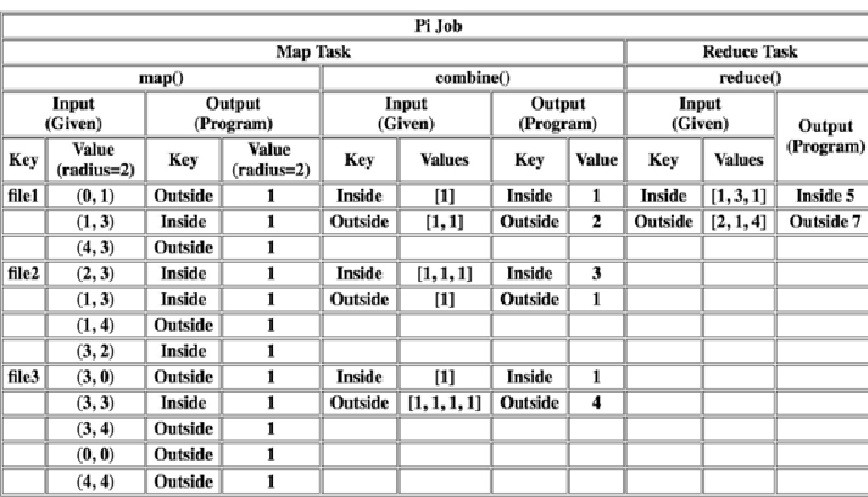 Pi Job
Map Task Reduce Task
map() combine() reduce()
Input (Given) Output (Program) Input (Given) Output (Program) Input (Given) Output (Program)
Key Value (radius=2) Key Value (radius=2) Key Values Key Value Key Values
file1 (0, 1) Outside 1 Inside [1] Inside 1 Inside [1, 3, 1] Inside 5
(1, 3) Inside 1 Outside [1, 1] Outside 2 Outside [2, 1, 4] Outside 7
(4, 3) Outside 1
file2 (2, 3) Inside 1 Inside [1, 1, 1] Inside 3
(1, 3) Inside 1 Outside [1] Outside 1
(1, 4) Outside 1
(3, 2) Inside 1
file3 (3, 0) Outside 1 Inside [1] Inside 1
(3, 3) Inside 1 Outside [1, 1, 1, 1] Outside 4
(3, 4) Outside 1
(0, 0) Outside 1
(4, 4) Outside 1